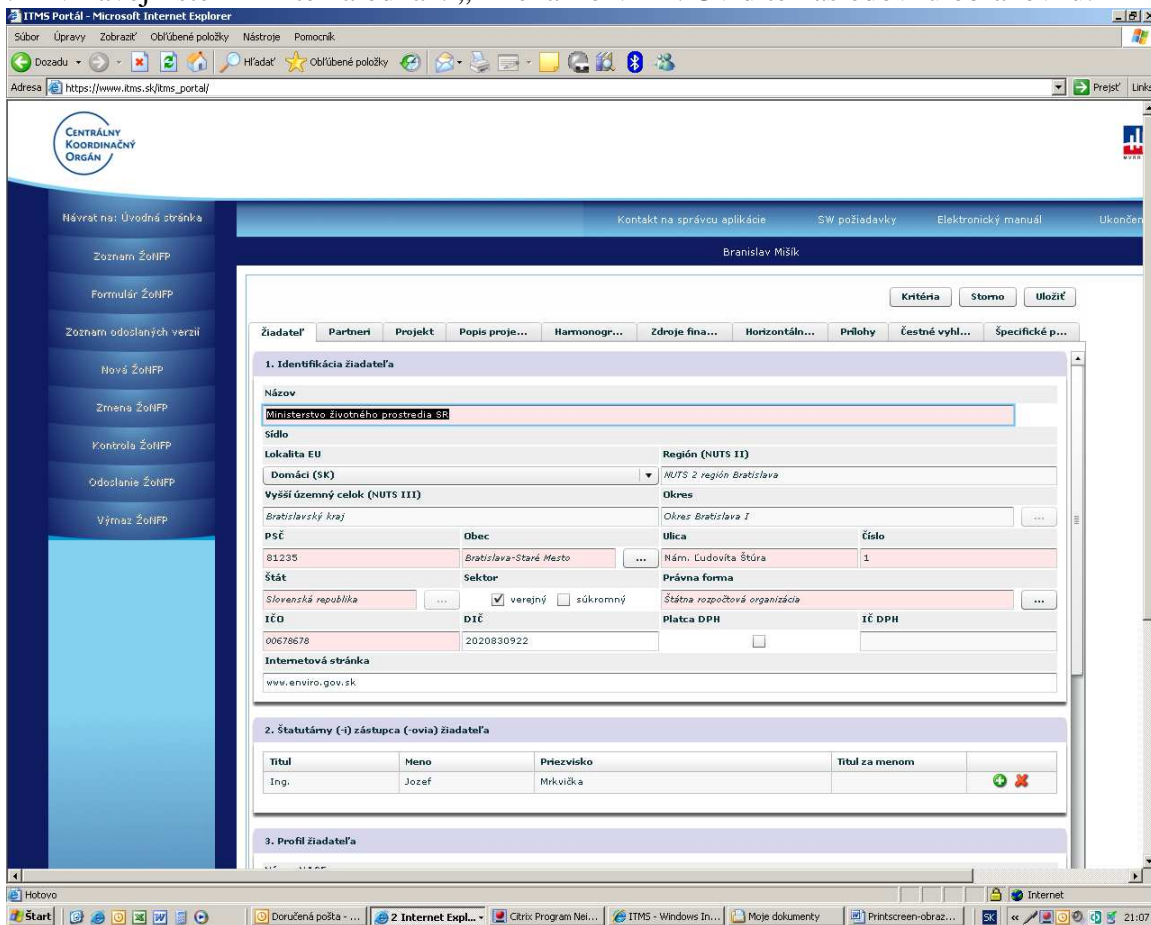 ITMS Portál - Microsoft Internet Explorer
Súbor Úpravy Zobraziť Obľúbené položky Nástroje Pomocník
Dozadu Hľadať Obľúbené položky
Adresa https://www.itms.sk/itms_portal/ Prejsť Links
CENTRÁLNY
KOORDINAČNÝ
ORGÁN
Návrat na: Úvodná stránka
Kontakt na správcu aplikácie SW požiadavky Elektronický manuál Ukončen
Branislav Mišík
Zoznam ŽoNFP
Formulár ŽoNFP
Zoznam odoslaných verzií
Nová ŽoNFP
Zmena ŽoNFP
Kontrola ŽoNFP
Odoslanie ŽoNFP
Výmaz ŽoNFP
Kritéria Storno Uložiť
Žiadateľ Partneri Projekt Popis proje... Harmonogr... Zdroje fina... Horizontáln... Prílohy Čestné vyhl... Špecifické p...
1. Identifikácia žiadateľa
Názov
Ministerstvo životného prostredia SR
Sídlo
Lokalita EU Región (NUTS II)
Domáci (SK) NUTS 2 región Bratislava
Vyšší územný celok (NUTS III) Okres
Bratislavský kraj Okres Bratislava I ...
PSČ Obec Ulica Číslo
81235 Bratislava-Staré Mesto ... Nám. Ľudovíta Štúra 1
Štát Sektor Právna forma
Slovenská republika ... verejný súkromný Štátna rozpočtová organizácia ...
IČO DIČ Platca DPH IČ DPH
00678678 2020830922
Internetová stránka
www.enviro.gov.sk
2. Štatutárny (-i) zástupca (-ovia) žiadateľa
Titul Meno Priezvisko Titul za menom
Ing. Jozef Mrkvička
3. Profil žiadateľa
Hotovo Internet
Štart Doručená pošta - ... 2 Internet Expl... Citrix Program Nei... ITMS - Windows In... Moje dokumenty Printscreen-obraz... SK 21:07